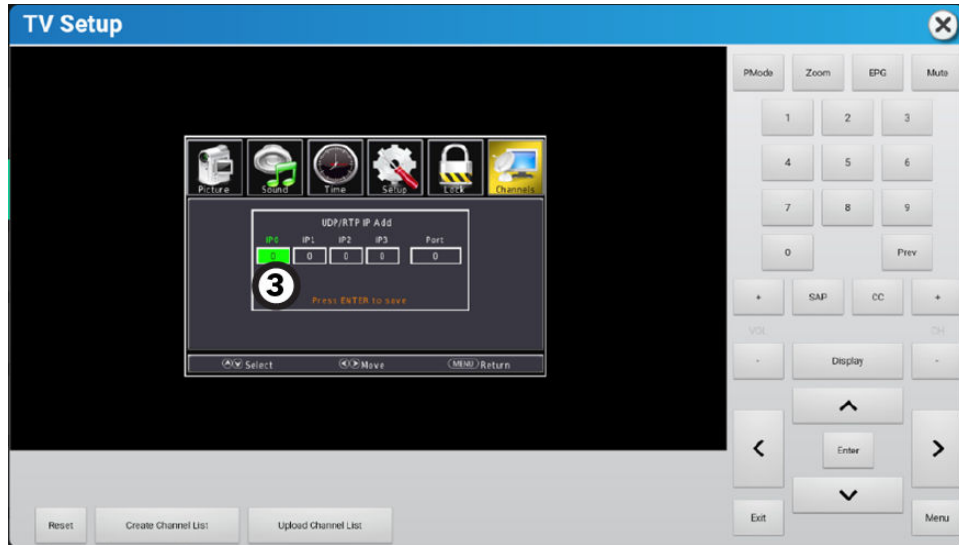 TV Setup
PMode Zoom EPG Mute
1 2 3
4 5 6
7 8 9
0 Prev
+ SAP CC +
VOL CH
- Display -
Enter
Exit Menu
Picture Sound Time Setup Lock Channels
UDP/RTP IP Add
IP0 IP1 IP2 IP3 Port
0 0 0 0 0
3
Press ENTER to save
Select Move MENU Return
Reset Create Channel List Upload Channel List